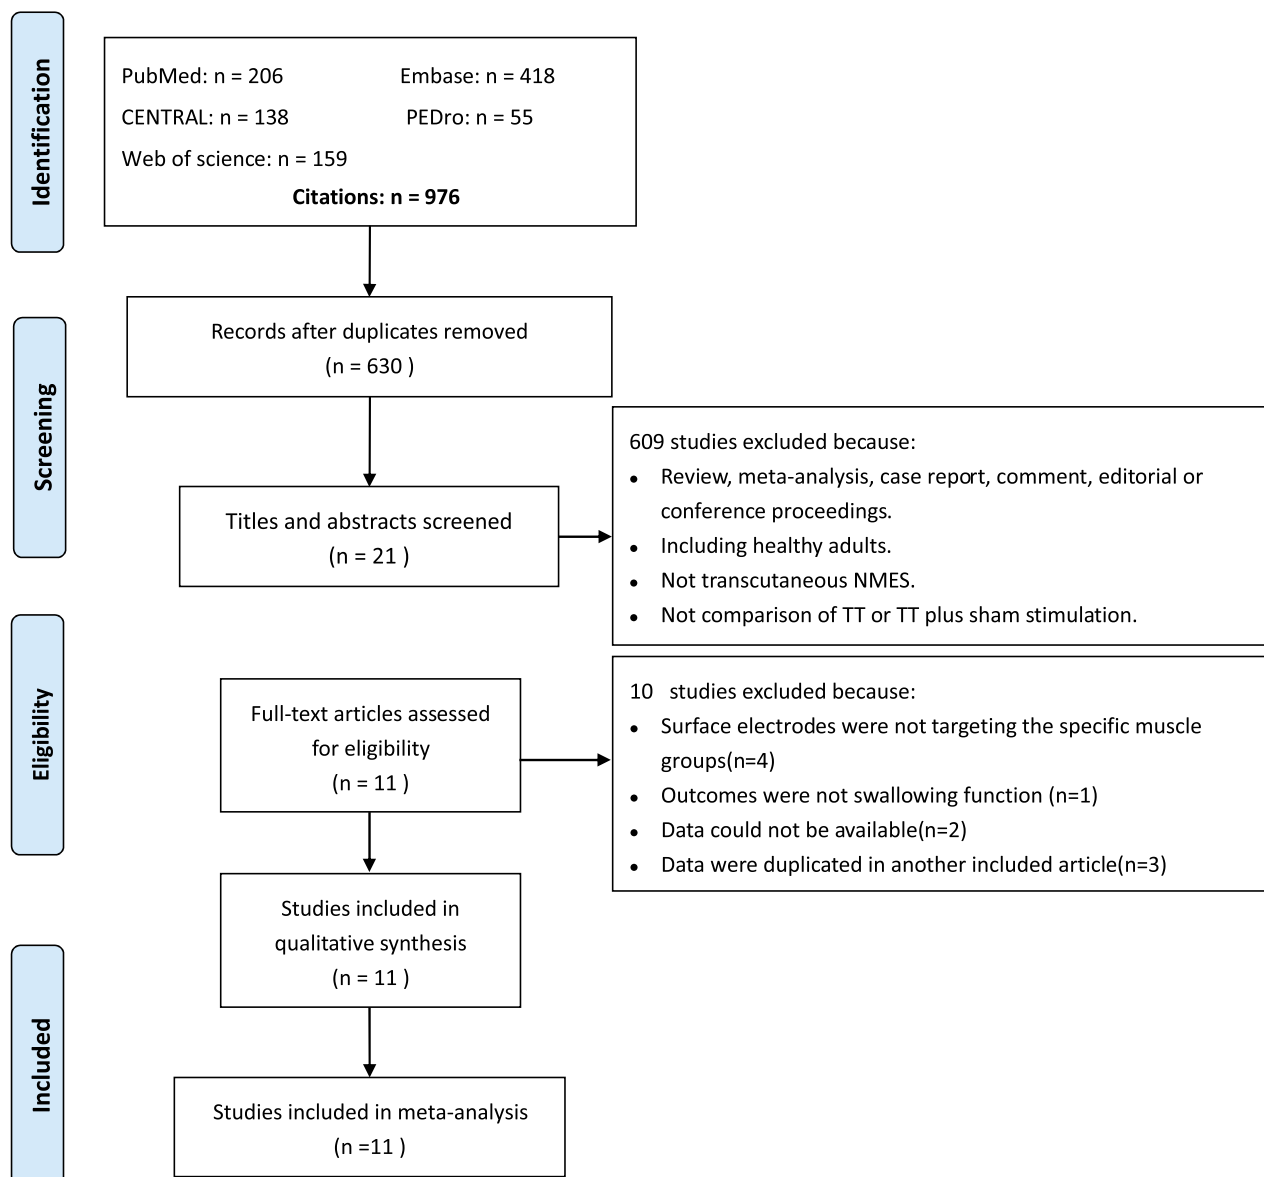 Identification
PubMed: n = 206
Embase: n = 418
CENTRAL: n = 138
PEDro: n = 55
Web of science: n = 159
Citations: n = 976
Screening
Records after duplicates removed
(n = 630 )
Titles and abstracts screened
(n = 21 )
609 studies excluded because:
• Review, meta-analysis, case report, comment, editorial or
conference proceedings.
• Including healthy adults.
• Not transcutaneous NMES.
• Not comparison of TT or TT plus sham stimulation.
Eligibility
Full-text articles assessed
for eligibility
(n = 11 )
10 studies excluded because:
• Surface electrodes were not targeting the specific muscle
groups(n=4)
• Outcomes were not swallowing function (n=1)
• Data could not be available(n=2)
• Data were duplicated in another included article(n=3)
Studies included in
qualitative synthesis
(n = 11 )
Included
Studies included in meta-analysis
(n =11 )